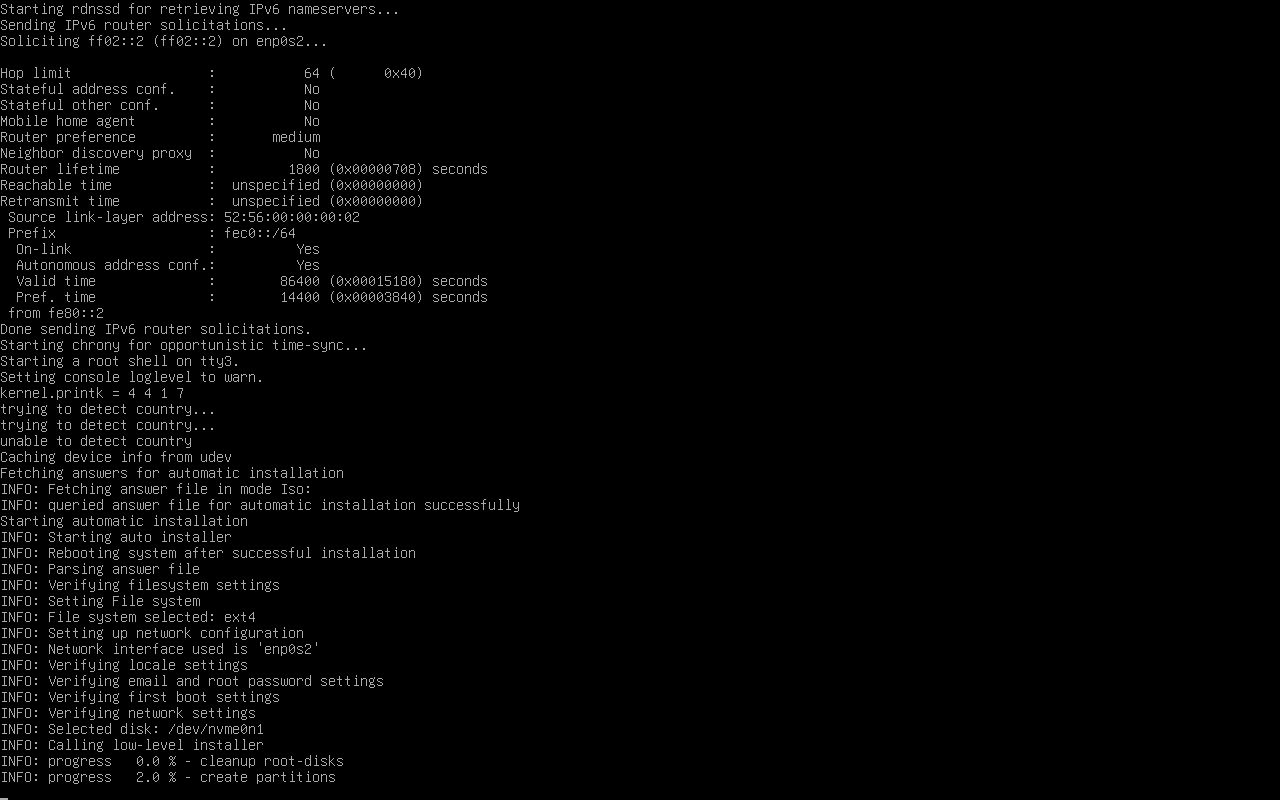 Starting rdnssd for retrieving IPv6 nameservers...
Sending IPv6 router solicitations...
Soliciting ff02::2 (ff02::2) on enp0s2...

Hop limit                 :           64 (      0x40)
Stateful address conf.    :           No
Stateful other conf.      :           No
Mobile home agent         :           No
Router preference         :       medium
Neighbor discovery proxy  :           No
Router lifetime           :         1800 (0x00000708) seconds
Reachable time            :  unspecified (0x00000000)
Retransmit time           :  unspecified (0x00000000)
 Source link-layer address: 52:56:00:00:00:02
 Prefix                   : fec0::/64
  On-link                 :          Yes
  Autonomous address conf.:          Yes
  Valid time              :        86400 (0x00015180) seconds
  Pref. time              :        14400 (0x00003840) seconds
 from fe80::2
Done sending IPv6 router solicitations.
Starting chrony for opportunistic time-sync...
Starting a root shell on tty3.
Setting console loglevel to warn.
kernel.printk = 4 4 1 7
trying to detect country...
trying to detect country...
unable to detect country
Caching device info from udev
Fetching answers for automatic installation
INFO: Fetching answer file in mode Iso:
INFO: queried answer file for automatic installation successfully
Starting automatic installation
INFO: Starting auto installer
INFO: Rebooting system after successful installation
INFO: Parsing answer file
INFO: Verifying filesystem settings
INFO: Setting File system
INFO: File system selected: ext4
INFO: Setting up network configuration
INFO: Network interface used is 'enp0s2'
INFO: Verifying locale settings
INFO: Verifying email and root password settings
INFO: Verifying first boot settings
INFO: Verifying network settings
INFO: Selected disk: /dev/nvme0n1
INFO: Calling low-level installer
INFO: progress   0.0 % - cleanup root-disks
INFO: progress   2.0 % - create partitions